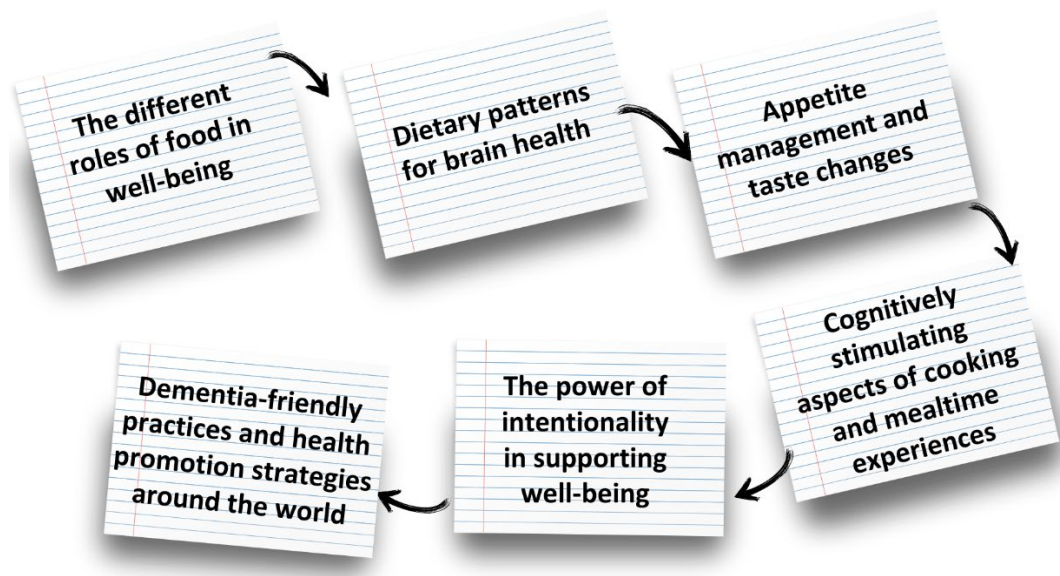 The different
roles of food in
well-being
Dietary patterns
for brain health
Appetite
management and
taste changes
Cognitively
stimulating
aspects of cooking
and mealtime
experiences
The power of
intentionality
in supporting
well-being
Dementia-friendly
practices and health
promotion strategies
around the world